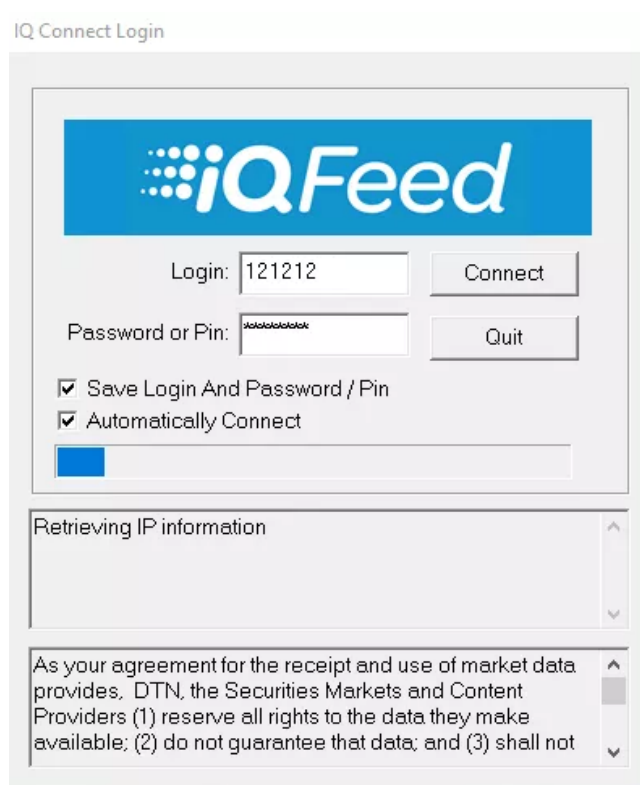 IQ Connect Login
iQFeed
Login: 121212 Connect
Password or Pin: ********** Quit
Save Login And Password / Pin
Automatically Connect
Retrieving IP information
As your agreement for the receipt and use of market data
provides, DTN, the Securities Markets and Content
Providers (1) reserve all rights to the data they make
available; (2) do not guarantee that data; and (3) shall not